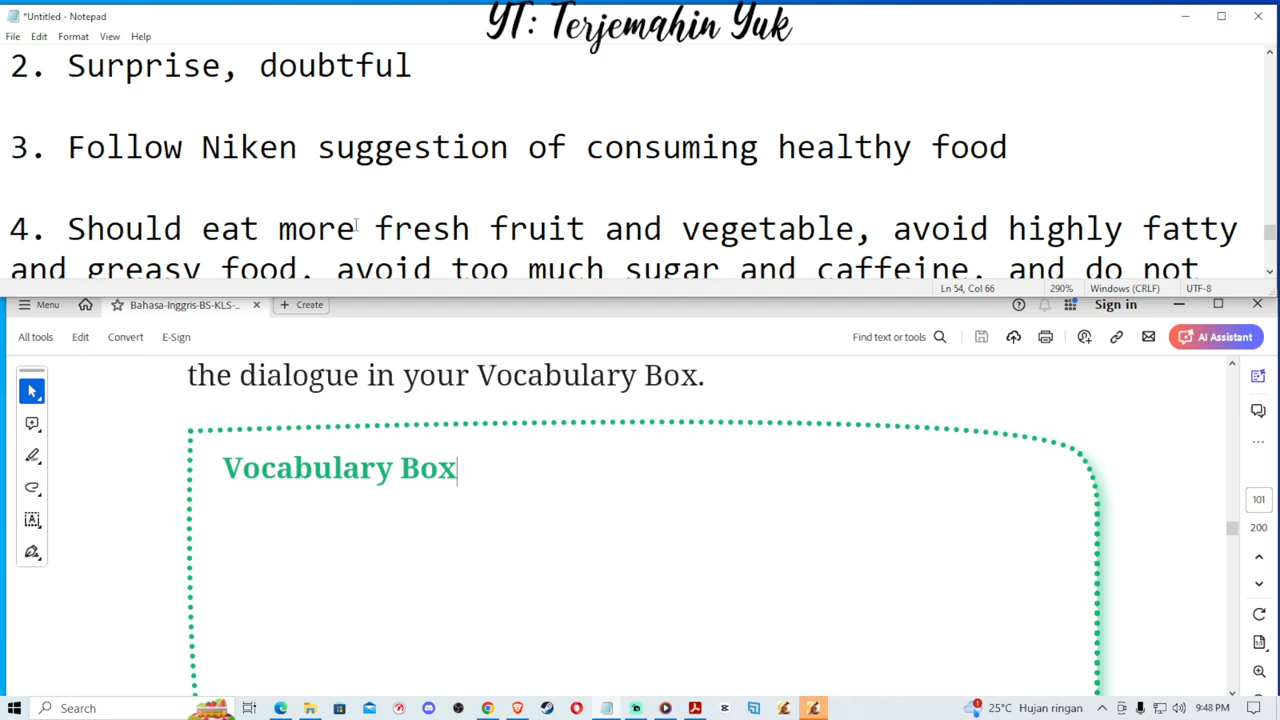 *Untitled - Notepad
YT: Terjemahin Yuk
File Edit Format View Help
2. Surprise, doubtful
3. Follow Niken suggestion of consuming healthy food
4. Should eat more fresh fruit and vegetable, avoid highly fatty
and greasy food, avoid too much sugar and caffeine, and do not
Ln 54, Col 66 290% Windows (CRLF) UTF-8
Menu Bahasa-Inggris-BS-KLS-... Create Sign in
All tools Edit Convert E-Sign Find text or tools AI Assistant
the dialogue in your Vocabulary Box.
Vocabulary Box
101
200
Search 25°C Hujan ringan 9:48 PM